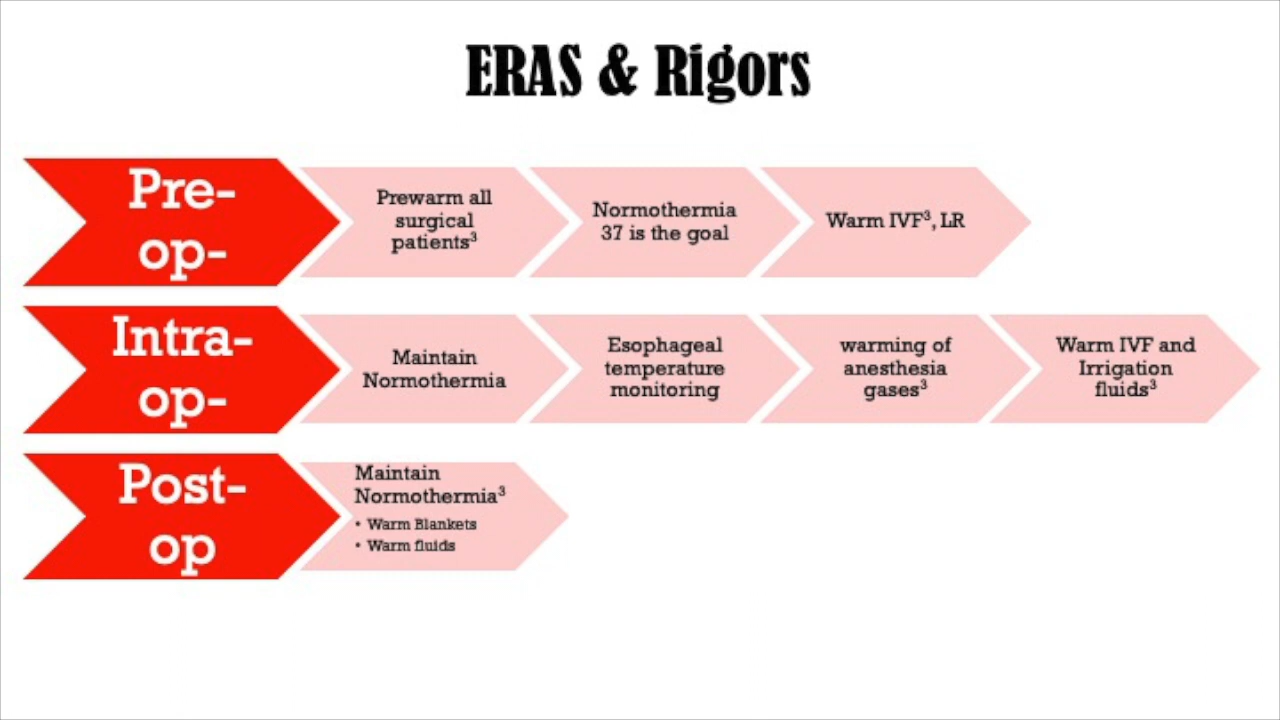 ERAS & Rigors
Pre-
op-
Prewarm all
surgical
patients³
Normothermia
37 is the goal
Warm IVF³, LR
Intra-
op-
Maintain
Normothermia
Esophageal
temperature
monitoring
warming of
anesthesia
gases³
Warm IVF and
Irrigation
fluids³
Post-
op
Maintain
Normothermia³
• Warm Blankets
• Warm fluids